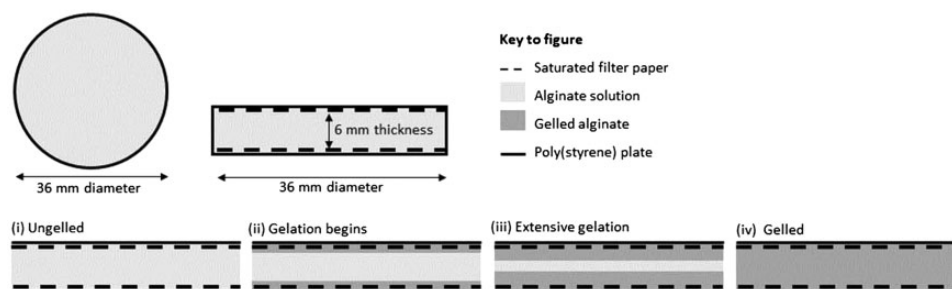 Key to figure
Saturated filter paper
Alginate solution
Gelled alginate
Poly(styrene) plate
6 mm thickness
36 mm diameter
36 mm diameter
(i) Ungelled
(ii) Gelation begins
(iii) Extensive gelation
(iv) Gelled